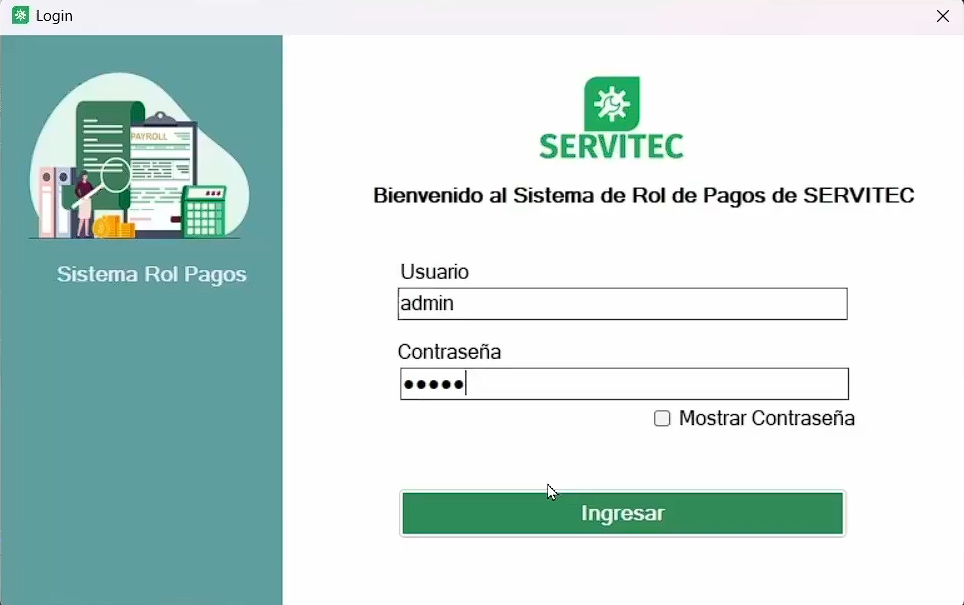 Login
PAYROLL
Sistema Rol Pagos
SERVITEC
Bienvenido al Sistema de Rol de Pagos de SERVITEC
Usuario
admin
Contraseña
●●●●●
Mostrar Contraseña
Ingresar